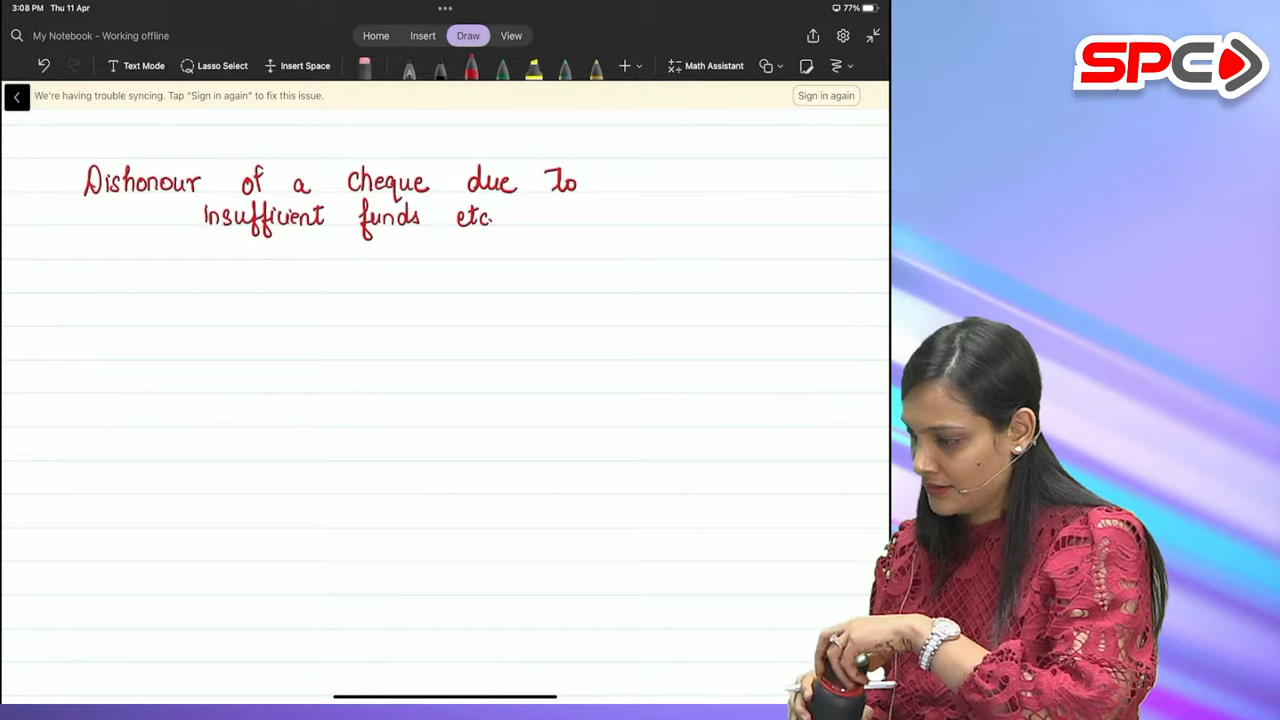 3:08 PM Thu 11 Apr
77%
My Notebook - Working offline
Home Insert Draw View
Text Mode Lasso Select Insert Space Math Assistant
We're having trouble syncing. Tap "Sign in again" to fix this issue.
Sign in again
SPC
Dishonour of a cheque due to
insufficient funds etc.